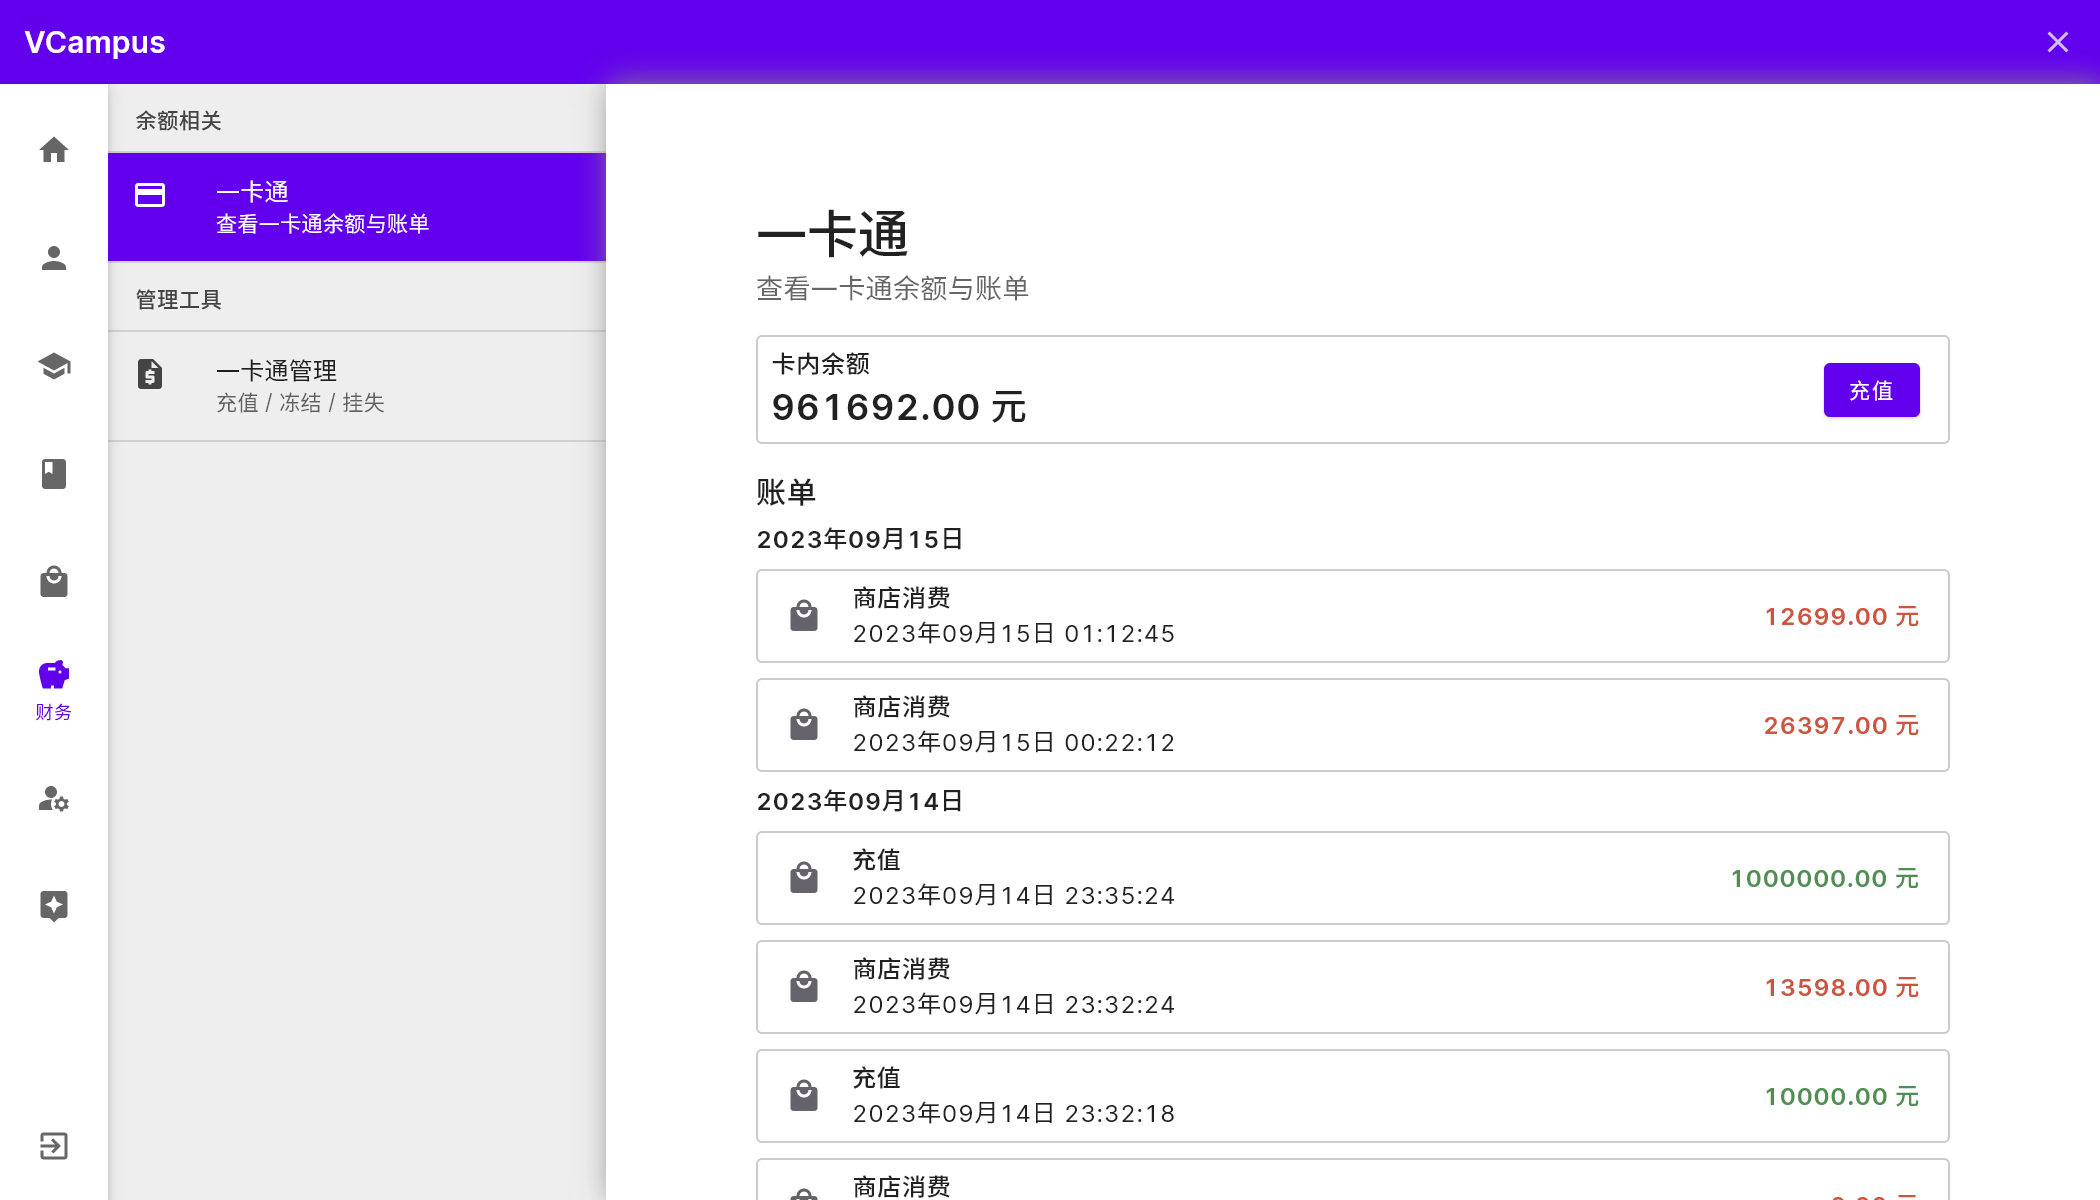 VCampus
余额相关
一卡通
查看一卡通余额与账单
管理工具
一卡通管理
充值 / 冻结 / 挂失
财务
一卡通
查看一卡通余额与账单
卡内余额
961692.00 元
充值
账单
2023年09月15日
商店消费
2023年09月15日 01:12:45
12699.00 元
商店消费
2023年09月15日 00:22:12
26397.00 元
2023年09月14日
充值
2023年09月14日 23:35:24
1000000.00 元
商店消费
2023年09月14日 23:32:24
13598.00 元
充值
2023年09月14日 23:32:18
10000.00 元
商店消费